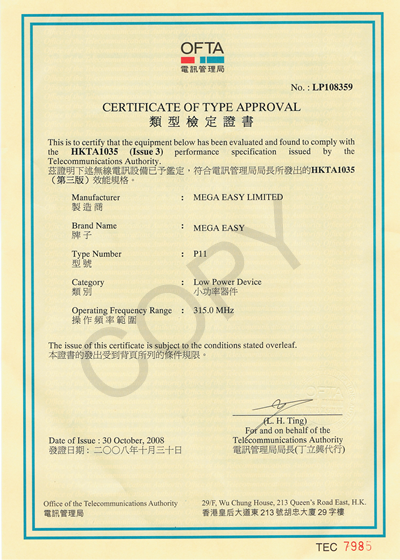 OFTA
電訊管理局
No. : LP108359
CERTIFICATE OF TYPE APPROVAL
類型檢定證書
This is to certify that the equipment below has been evaluated and found to comply with
the HKTA1035 (Issue 3) performance specification issued by the
Telecommunications Authority.
茲證明下述無線電訊設備已予鑑定，符合電訊管理局局長所發出的HKTA1035
（第三版）效能規格。
Manufacturer : MEGA EASY LIMITED
製造商
Brand Name : MEGA EASY
牌子
Type Number : P11
型號
Category : Low Power Device
類別 小功率器件
Operating Frequency Range : 315.0 MHz
操作頻率範圍
COPY
The issue of this certificate is subject to the conditions stated overleaf.
本證書的發出受到背頁所列的條件規限。
(L. H. Ting)
For and on behalf of the
Date of Issue : 30 October, 2008 Telecommunications Authority
發證日期：二○○八年十月三十日 電訊管理局局長(丁立興代行)
Office of the Telecommunications Authority 29/F, Wu Chung House, 213 Queen's Road East, H.K.
電訊管理局 香港皇后大道東 213 號胡忠大廈 29 字樓
TEC 7985